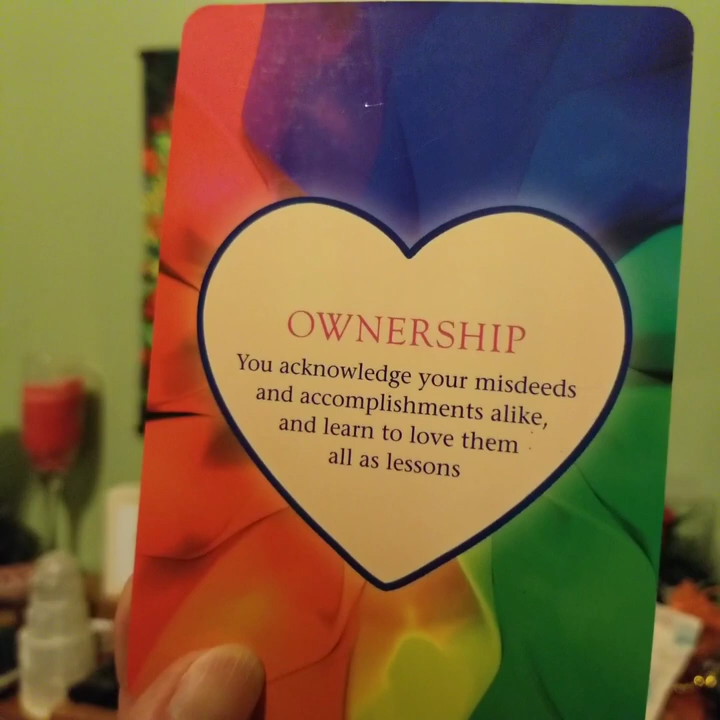 OWNERSHIP
You acknowledge your misdeeds
and accomplishments alike,
and learn to love them
all as lessons